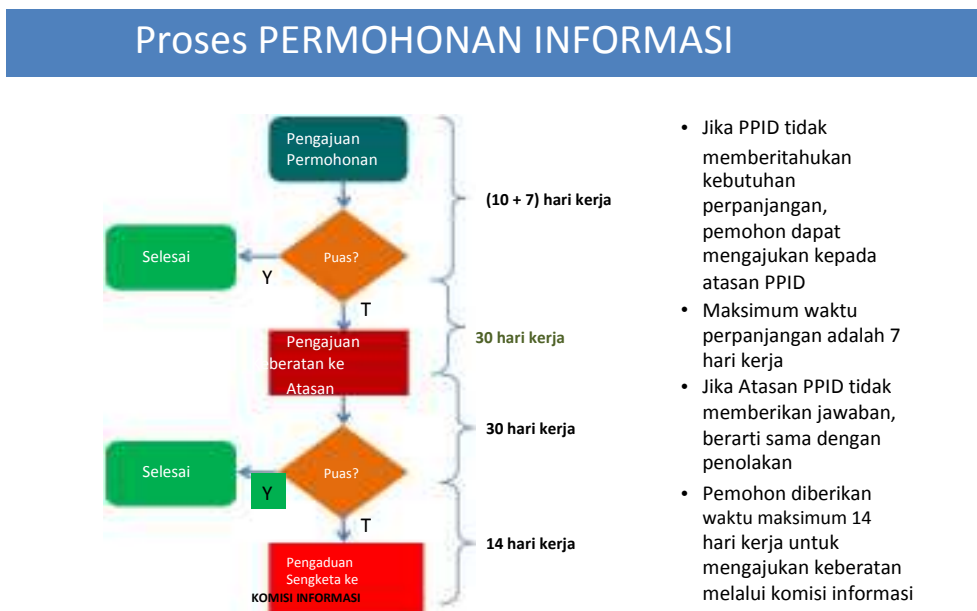 Proses PERMOHONAN INFORMASI
Pengajuan
Permohonan
(10 + 7) hari kerja
Selesai
Puas?
Y
T
30 hari kerja
Pengajuan
beratan ke
Atasan
30 hari kerja
Selesai
Puas?
Y
T
14 hari kerja
Pengaduan
Sengketa ke
KOMISI INFORMASI
• Jika PPID tidak
memberitahukan
kebutuhan
perpanjangan,
pemohon dapat
mengajukan kepada
atasan PPID
• Maksimum waktu
perpanjangan adalah 7
hari kerja
• Jika Atasan PPID tidak
memberikan jawaban,
berarti sama dengan
penolakan
• Pemohon diberikan
waktu maksimum 14
hari kerja untuk
mengajukan keberatan
melalui komisi informasi